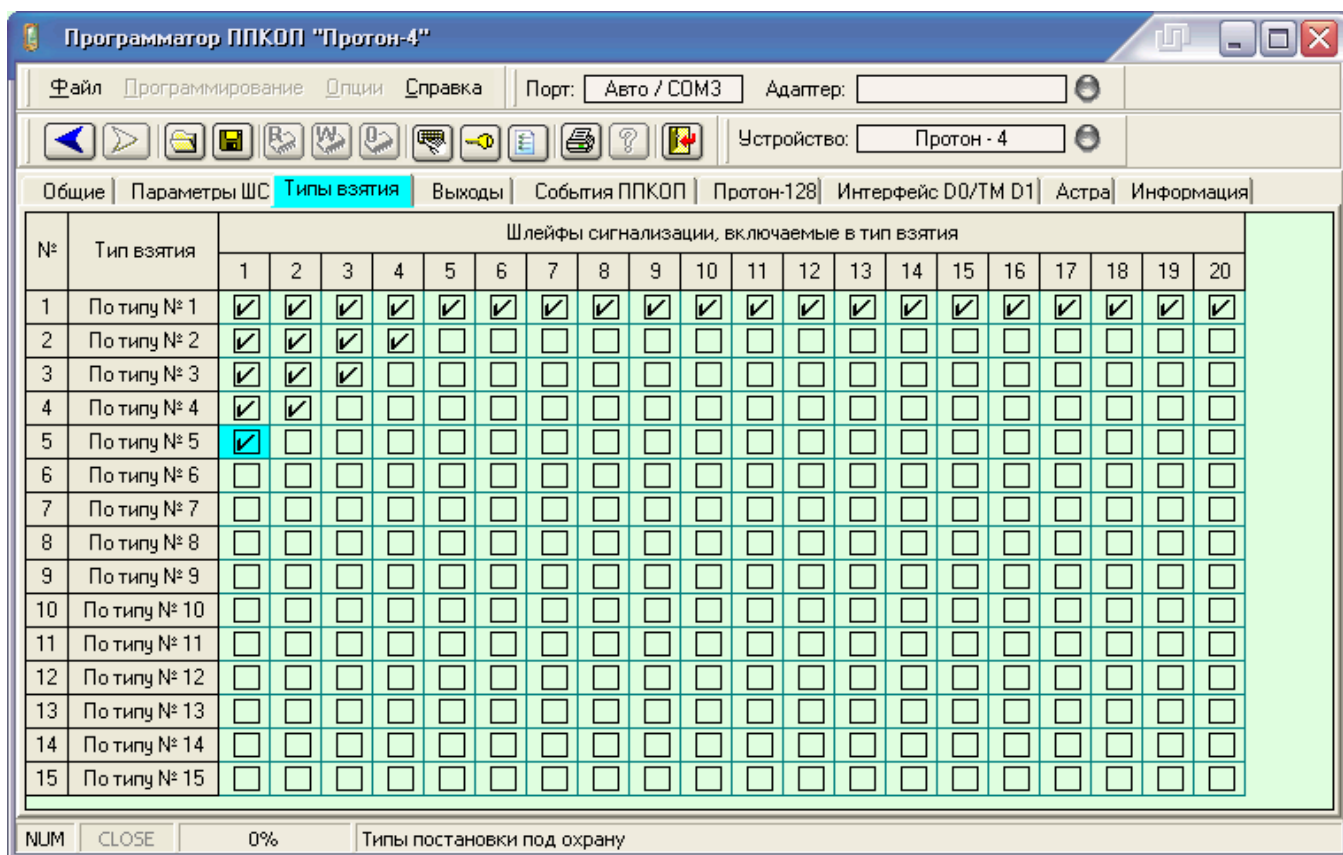 Программатор ППКОП "Протон-4"
Файл Программирование Опции Справка Порт: Авто / COM3 Адаптер:
R W 0 ? Устройство: Протон - 4
Общие Параметры ШС Типы взятия Выходы События ППКОП Протон-128 Интерфейс D0/TM D1 Астра Информация
№ Тип взятия Шлейфы сигнализации, включаемые в тип взятия
1 2 3 4 5 6 7 8 9 10 11 12 13 14 15 16 17 18 19 20
1 По типу № 1
2 По типу № 2
3 По типу № 3
4 По типу № 4
5 По типу № 5
6 По типу № 6
7 По типу № 7
8 По типу № 8
9 По типу № 9
10 По типу № 10
11 По типу № 11
12 По типу № 12
13 По типу № 13
14 По типу № 14
15 По типу № 15
NUM CLOSE 0% Типы постановки под охрану